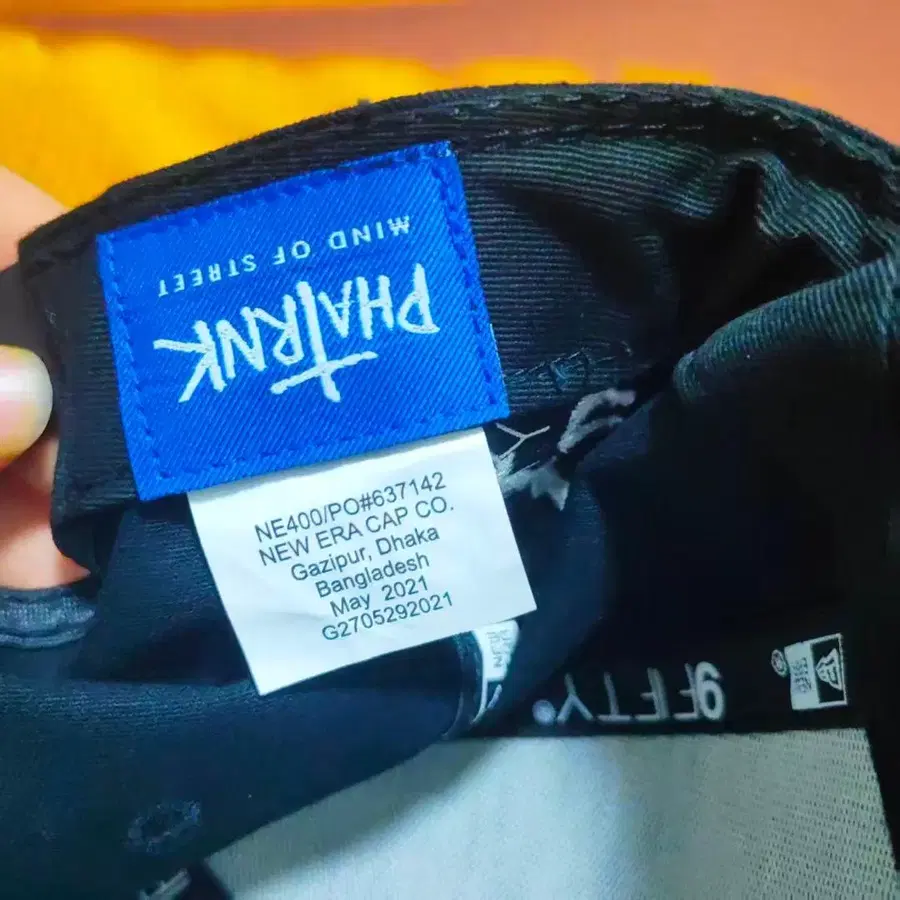 PHATRNK
MIND OF STREET
NE400/PO#637142
NEW ERA CAP CO.
Gazipur, Dhaka
Bangladesh
May 2021
G2705292021
9FIFTY